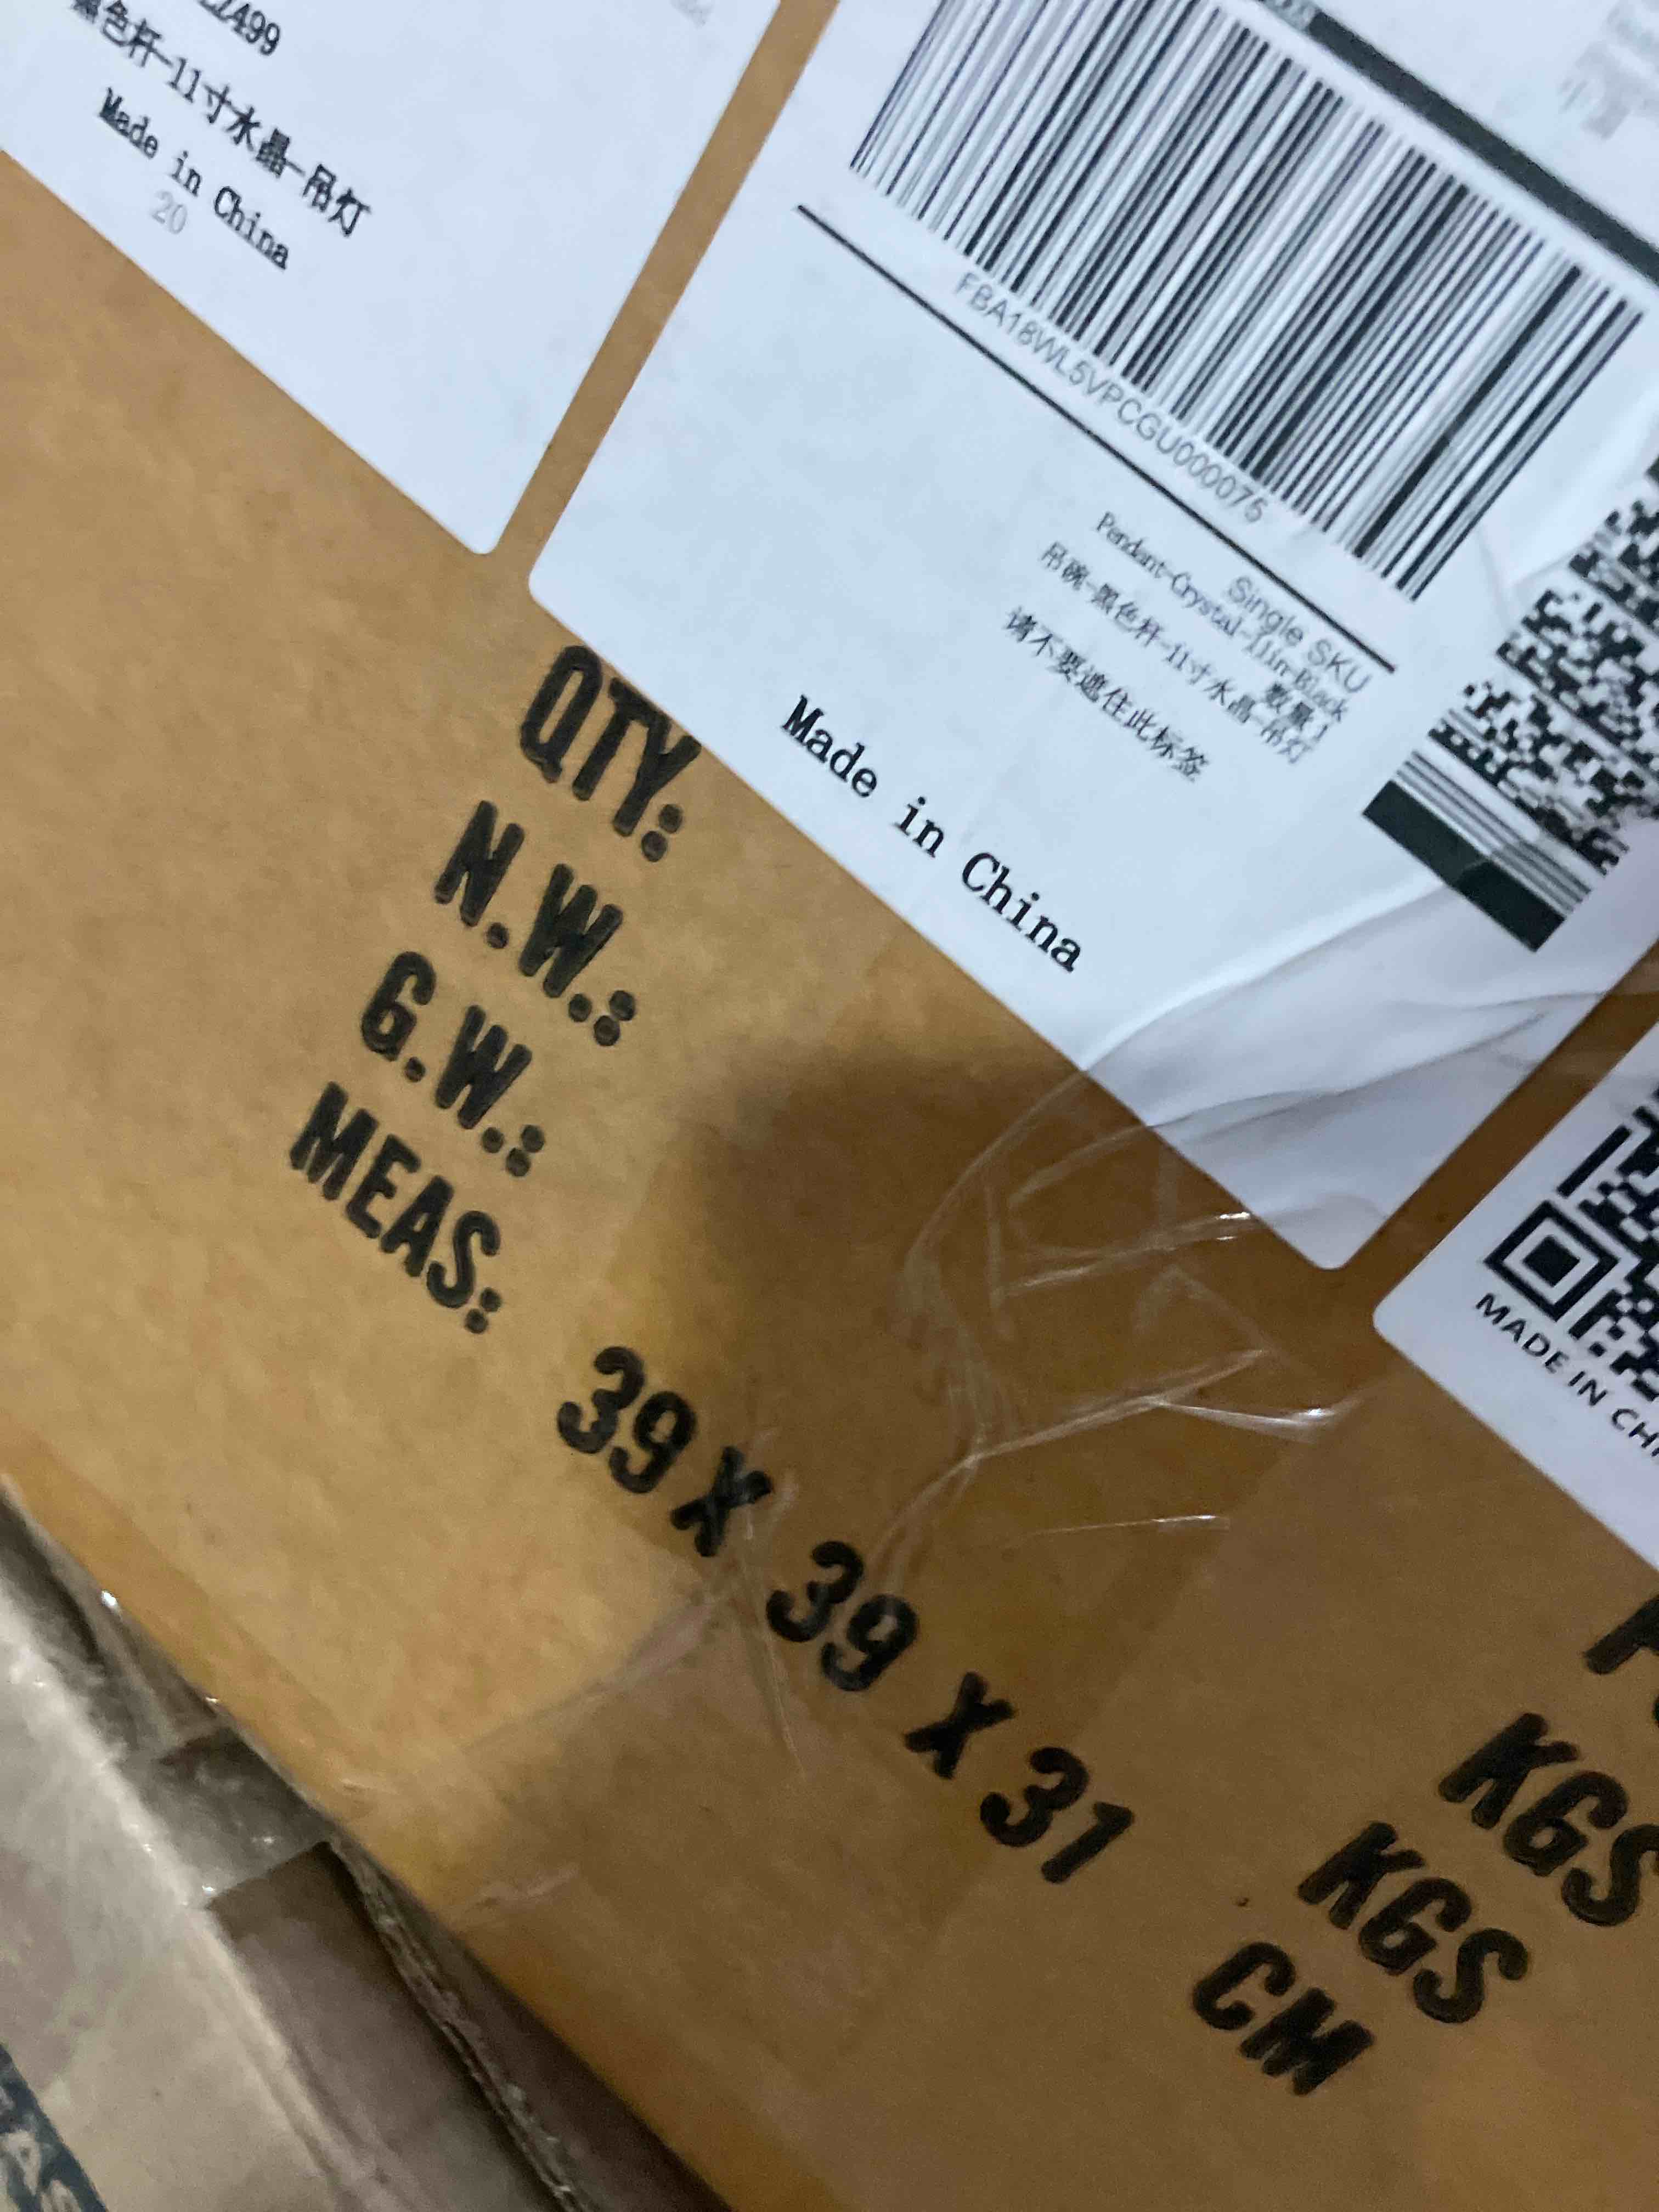 黑色杆-11寸水晶-吊灯
Made in China
20
FBA18WL5VPCGU000075
Single SKU
Pendant-Crystal-11in-Black
数量 1
吊碗-黑色杆-11寸水晶-吊灯
请不要遮住此标签
Made in China
MADE IN
QTY:
N.W.: KGS
G.W.: KGS
MEAS: 39 X 39 X 31 CM